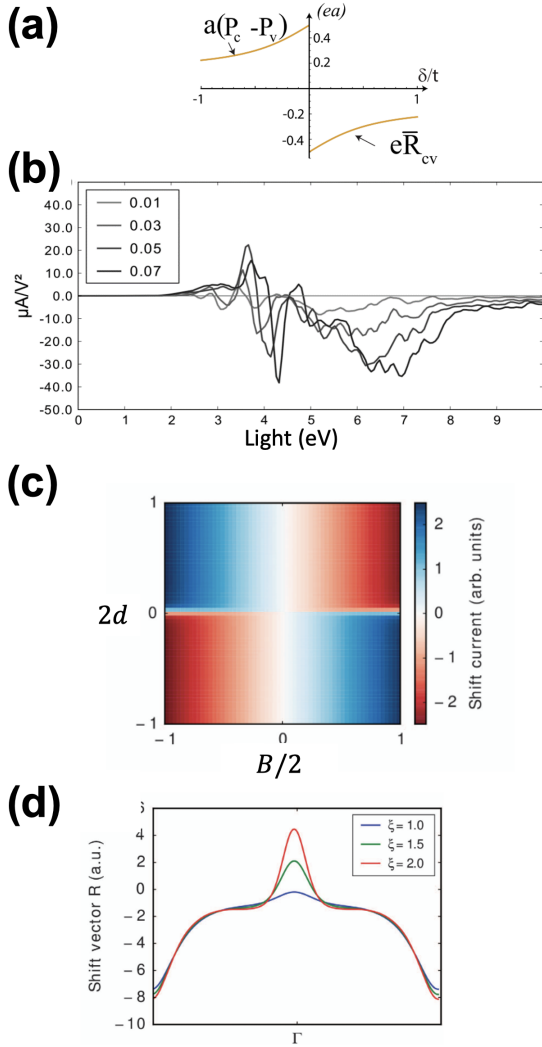 (a)
(ea)
a(P_c - P_v)
0.4
0.2
δ/t
-1
1
-0.2
-0.4
eR̅_cv
(b)
40.0
30.0
20.0
10.0
0.0
-10.0
-20.0
-30.0
-40.0
-50.0
μA/V²
0.01
0.03
0.05
0.07
0 1 2 3 4 5 6 7 8 9
Light (eV)
(c)
1
0
−1
2d
−1 0 1
B/2
2
1
0
−1
−2
Shift current (arb. units)
(d)
6
4
2
0
−2
−4
−6
−8
−10
Shift vector R (a.u.)
ξ = 1.0
ξ = 1.5
ξ = 2.0
Γ